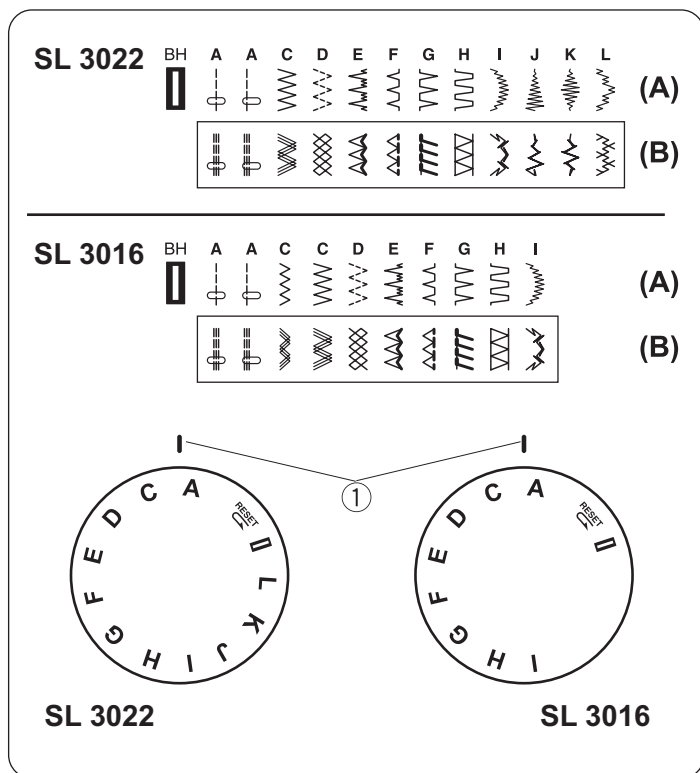 SL 3022 BH A A C D E F G H I J K L (A)
(B)
SL 3016 BH A A C C D E F G H I (A)
(B)
①
A C D E F G H I J K L RESET
A C D E F G H I RESET
SL 3022 SL 3016